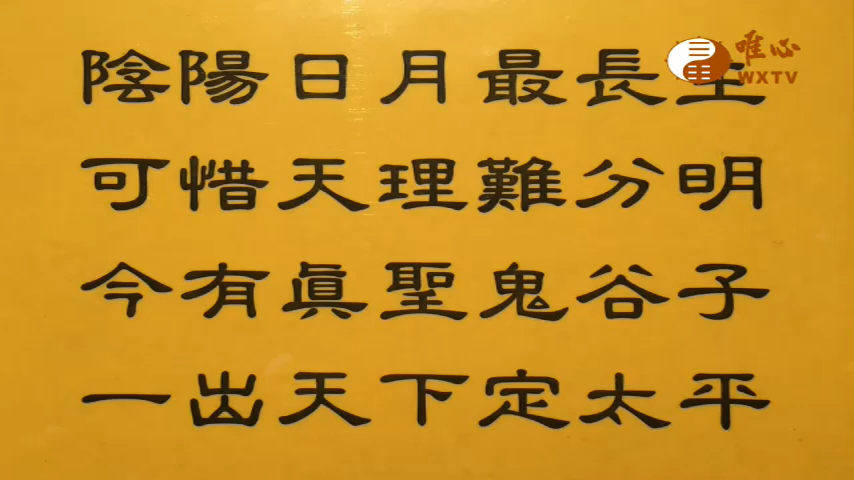 陰陽日月最長生
可惜天理難分明
今有眞聖鬼谷子
一出天下定太平
唯心
WXTV